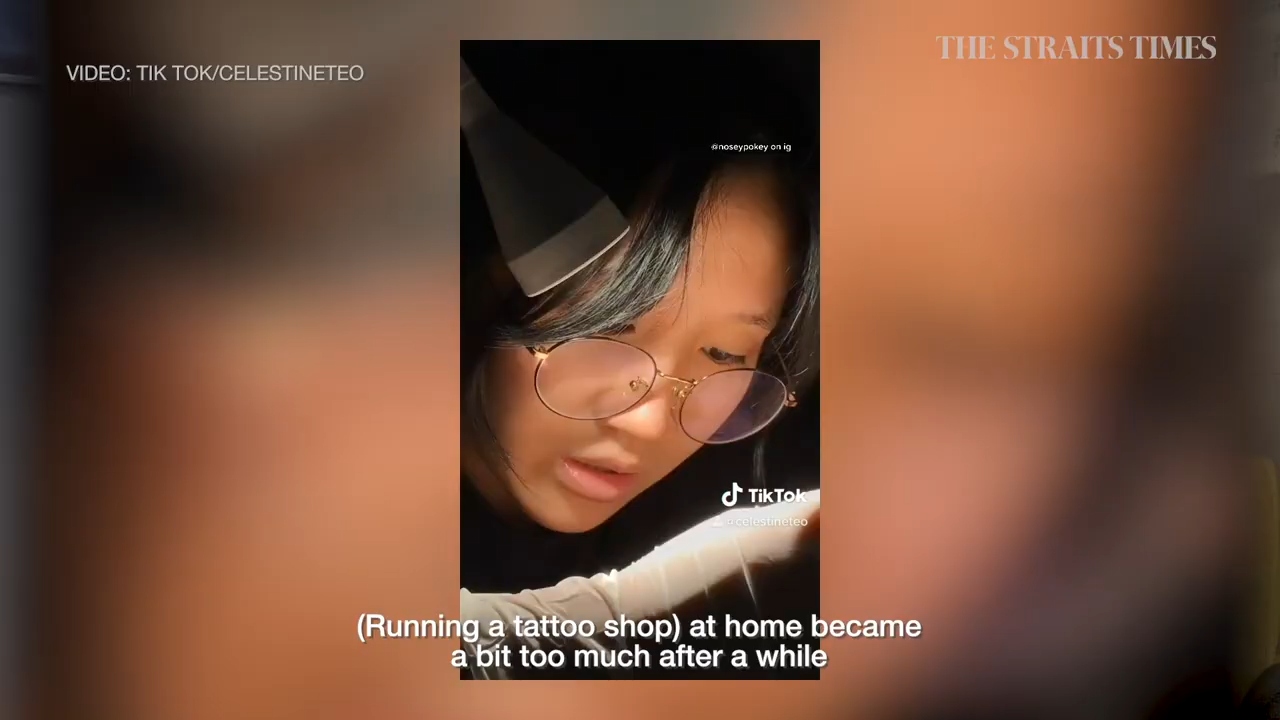 THE STRAITS TIMES
VIDEO: TIK TOK/CELESTINETEO
@noseypokey on ig
TikTok
@celestineteo
(Running a tattoo shop) at home became
a bit too much after a while